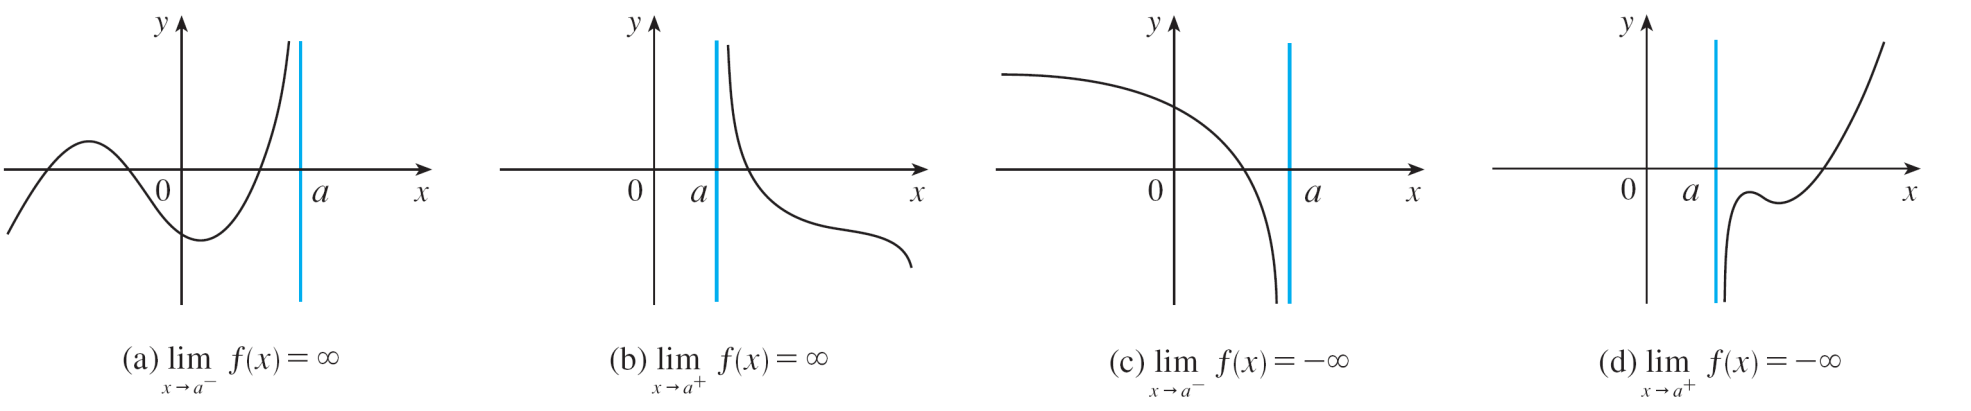 y
0
a
x
(a) lim f(x) = ∞
x→a⁻
y
0
a
x
(b) lim f(x) = ∞
x→a⁺
y
0
a
x
(c) lim f(x) = −∞
x→a⁻
y
0
a
x
(d) lim f(x) = −∞
x→a⁺